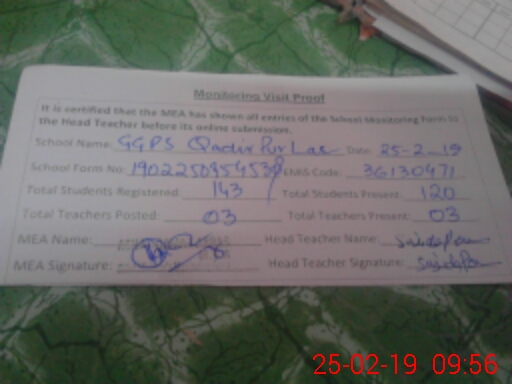 Monitoring Visit Proof
It is certified that the MEA has shown all entries of the School Monitoring Form to
the Head Teacher before its online submission.
School Name: GGPS Qadir Pur Lar Date: 25-2-19
School Form No: EMIS Code: 36130471
Total Students Registered: 143 Total Students Present: 120
Total Teachers Posted: 03 Total Teachers Present: 03
MEA Name: Head Teacher Name:
MEA Signature: Head Teacher Signature:
25-02-19 09:56